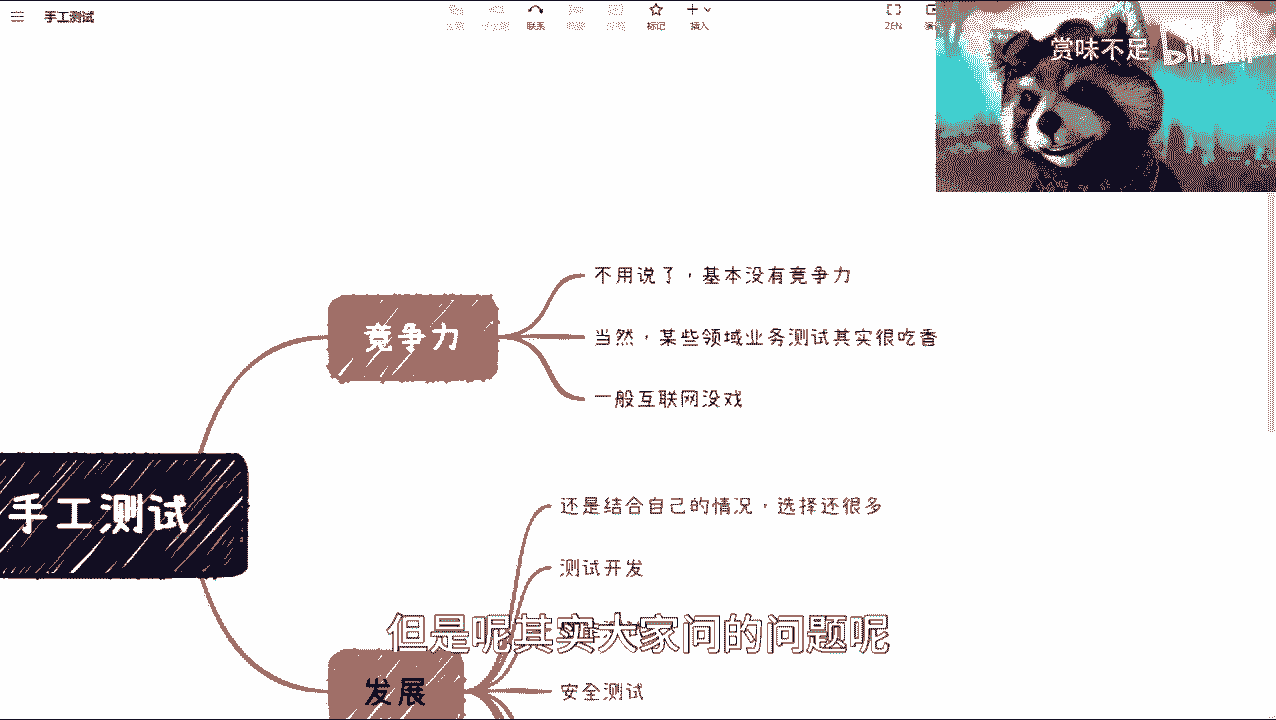 手工测试
联系
标记
插入
赏味不足 bilibili
不用说了，基本没有竞争力
竞争力
当然，某些领域业务测试其实很吃香
一般互联网没戏
手工测试
还是结合自己的情况，选择还很多
测试开发
但是呢其实大家问的问题呢
发展
安全测试